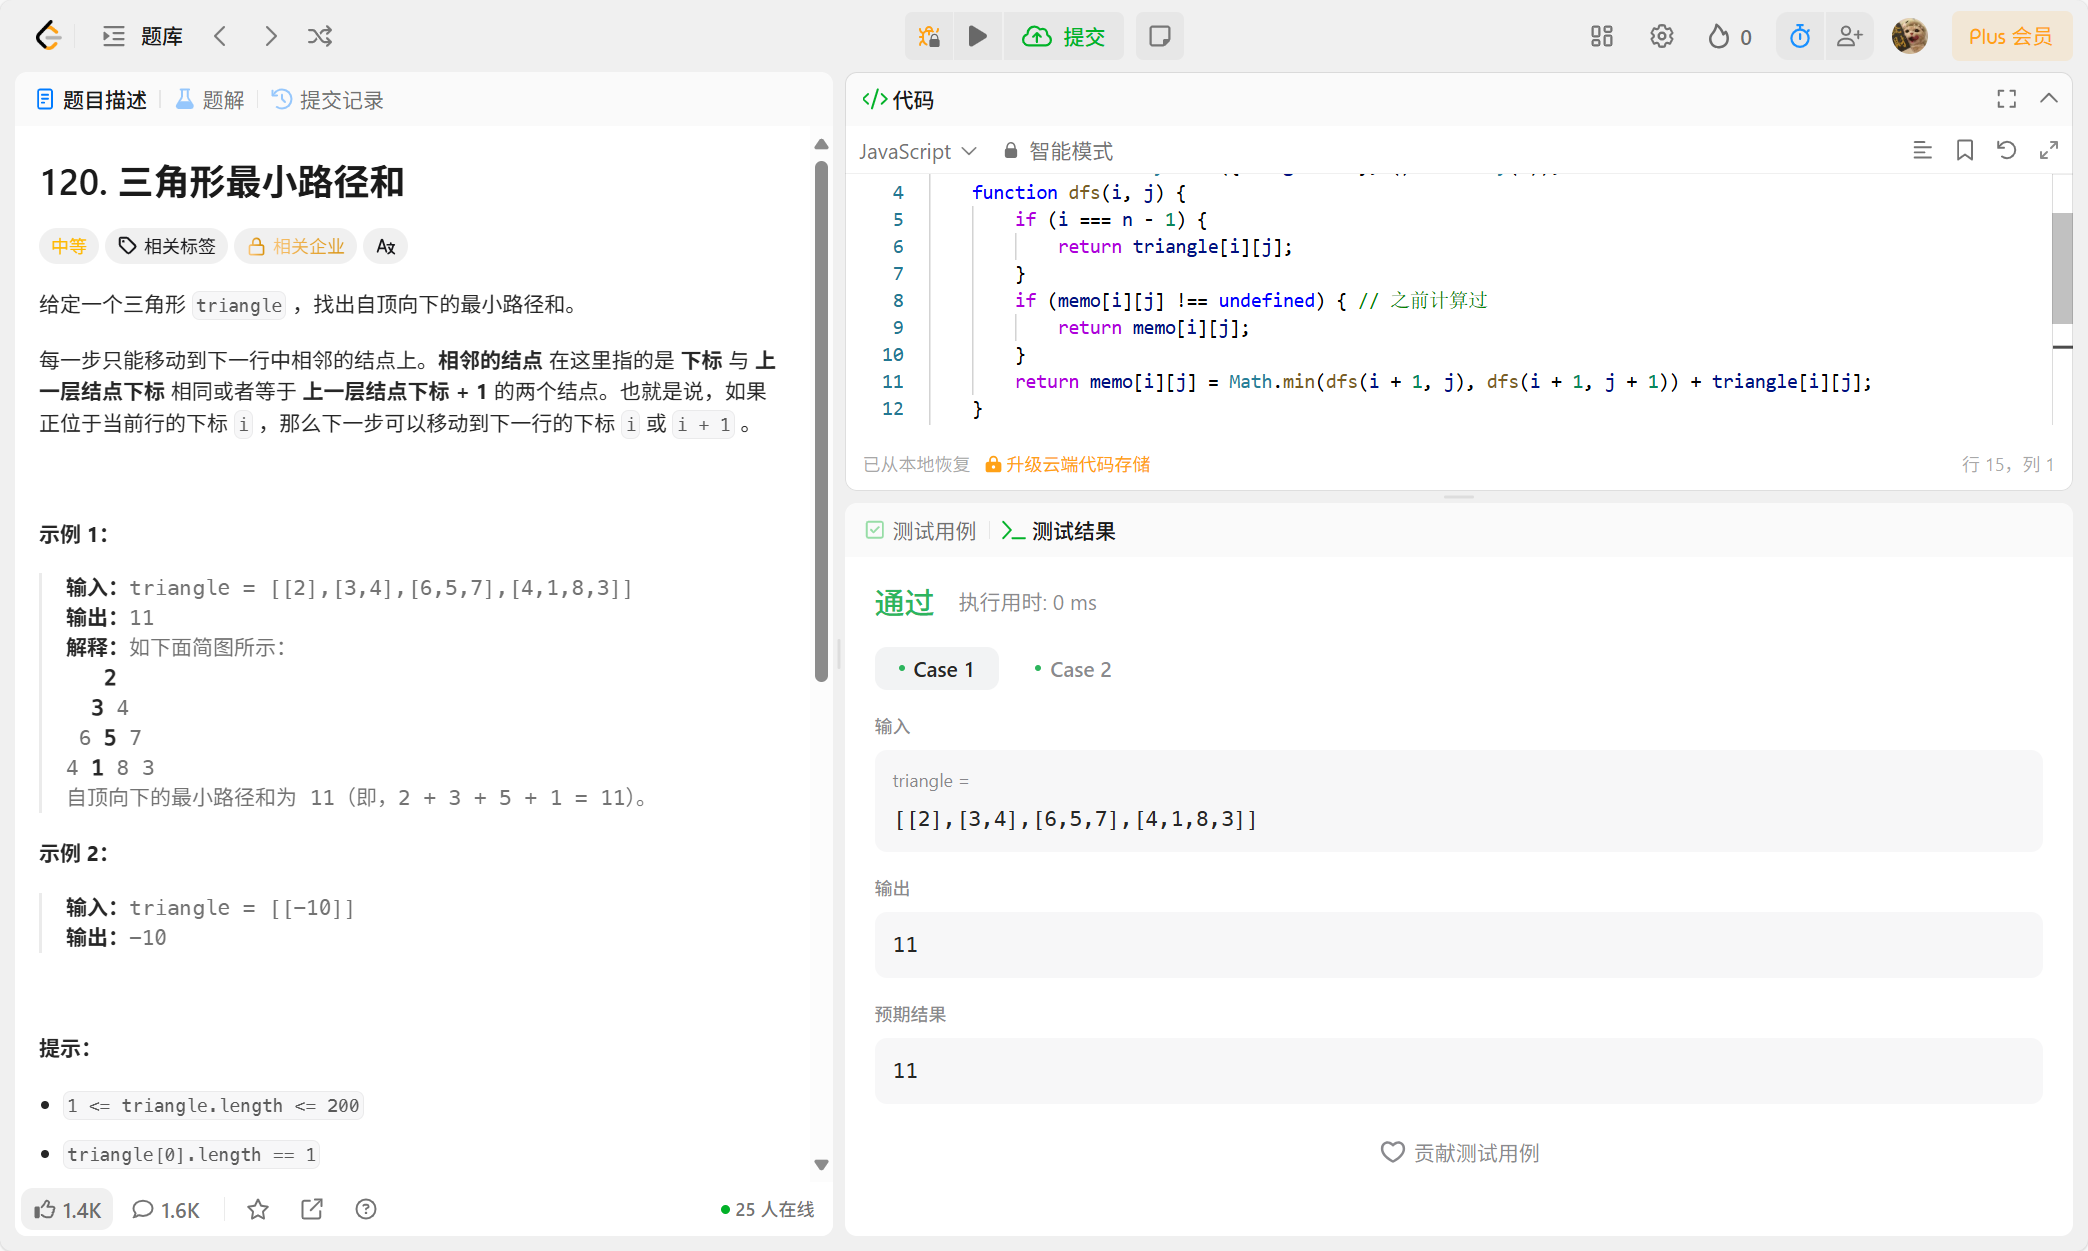 题库
提交
0
Plus 会员
题目描述
题解
提交记录
120. 三角形最小路径和
中等
相关标签
相关企业
给定一个三角形 triangle ，找出自顶向下的最小路径和。
每一步只能移动到下一行中相邻的结点上。相邻的结点 在这里指的是 下标 与 上
一层结点下标 相同或者等于 上一层结点下标 + 1 的两个结点。也就是说，如果
正位于当前行的下标 i ，那么下一步可以移动到下一行的下标 i 或 i + 1 。
示例 1：
输入：triangle = [[2],[3,4],[6,5,7],[4,1,8,3]]
输出：11
解释：如下面简图所示：
2
3 4
6 5 7
4 1 8 3
自顶向下的最小路径和为 11（即，2 + 3 + 5 + 1 = 11）。
示例 2：
输入：triangle = [[-10]]
输出：-10
提示：
1 <= triangle.length <= 200
triangle[0].length == 1
1.4K
1.6K
25 人在线
</>代码
JavaScript
智能模式
4 function dfs(i, j) {
5 if (i === n - 1) {
6 return triangle[i][j];
7 }
8 if (memo[i][j] !== undefined) { // 之前计算过
9 return memo[i][j];
10 }
11 return memo[i][j] = Math.min(dfs(i + 1, j), dfs(i + 1, j + 1)) + triangle[i][j];
12 }
已从本地恢复
升级云端代码存储
行 15，列 1
测试用例
测试结果
通过
执行用时: 0 ms
Case 1
Case 2
输入
triangle =
[[2],[3,4],[6,5,7],[4,1,8,3]]
输出
11
预期结果
11
贡献测试用例